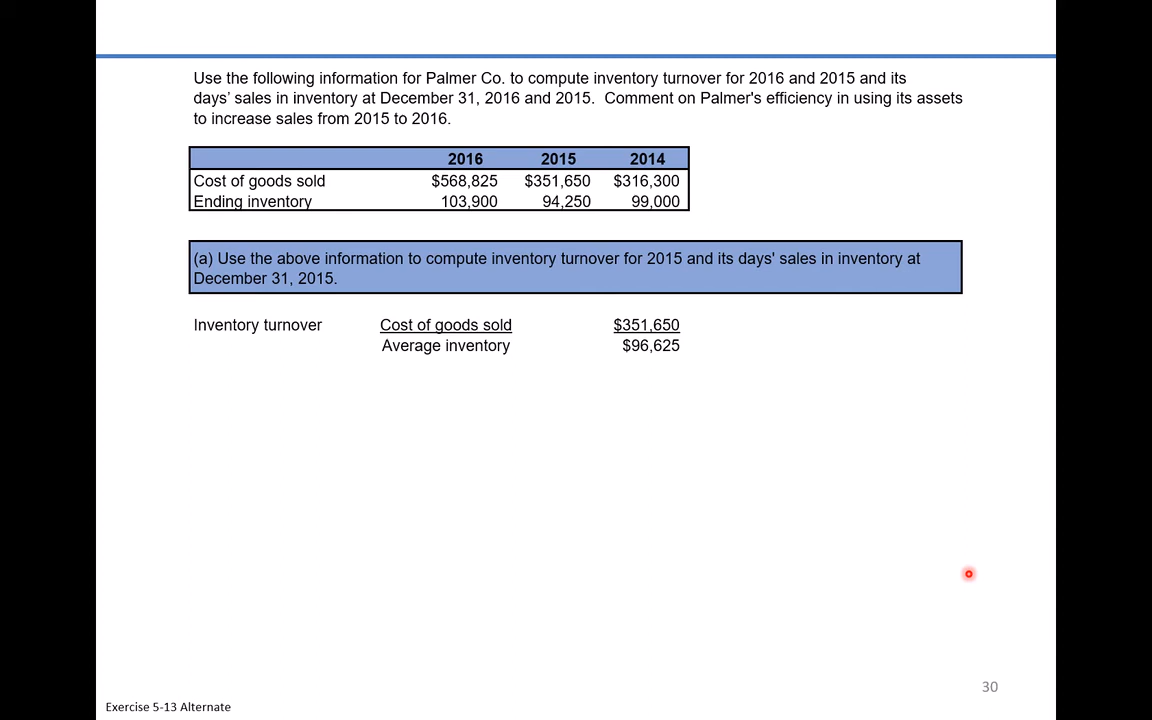 Use the following information for Palmer Co. to compute inventory turnover for 2016 and 2015 and its
days’ sales in inventory at December 31, 2016 and 2015.  Comment on Palmer's efficiency in using its assets
to increase sales from 2015 to 2016.
2016 2015 2014
Cost of goods sold $568,825 $351,650 $316,300
Ending inventory 103,900 94,250 99,000
(a) Use the above information to compute inventory turnover for 2015 and its days' sales in inventory at
December 31, 2015.
Inventory turnover Cost of goods sold $351,650
Average inventory $96,625
30
Exercise 5-13 Alternate